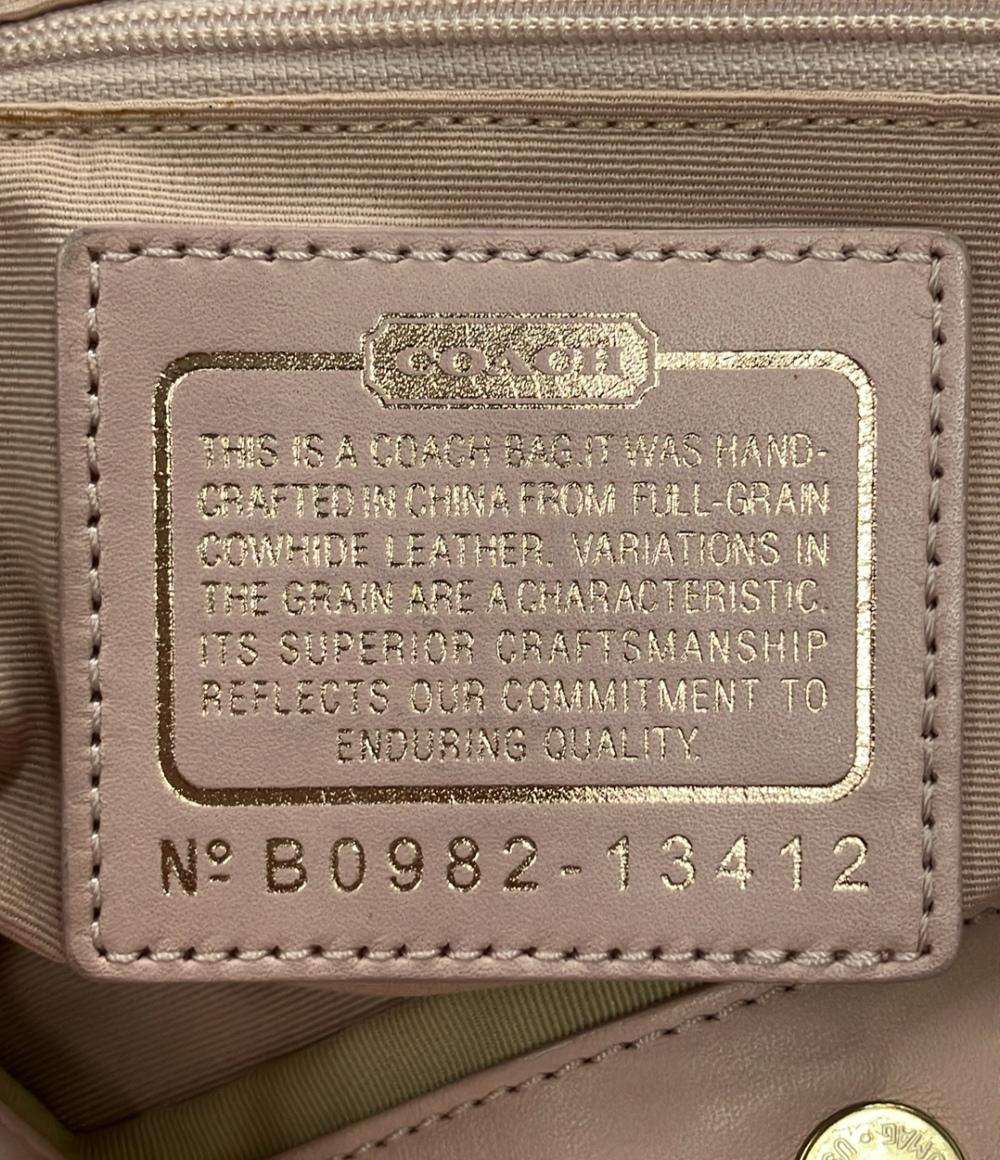 COACH
THIS IS A COACH BAG.IT WAS HAND-
CRAFTED IN CHINA FROM FULL-GRAIN
COWHIDE LEATHER. VARIATIONS IN
THE GRAIN ARE A CHARACTERISTIC.
ITS SUPERIOR CRAFTSMANSHIP
REFLECTS OUR COMMITMENT TO
ENDURING QUALITY.
Nº B0982-13412